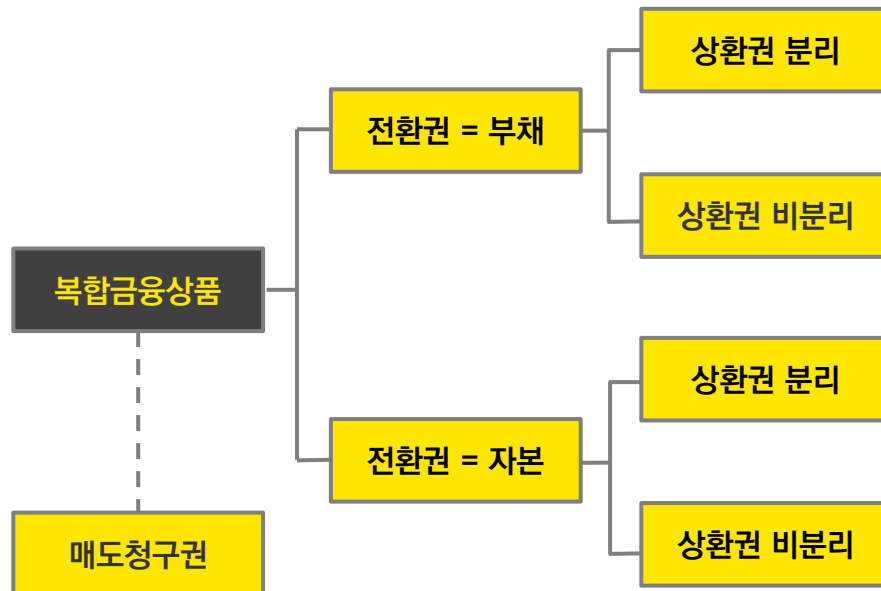 상환권 분리
전환권 = 부채
상환권 비분리
복합금융상품
상환권 분리
전환권 = 자본
상환권 비분리
매도청구권